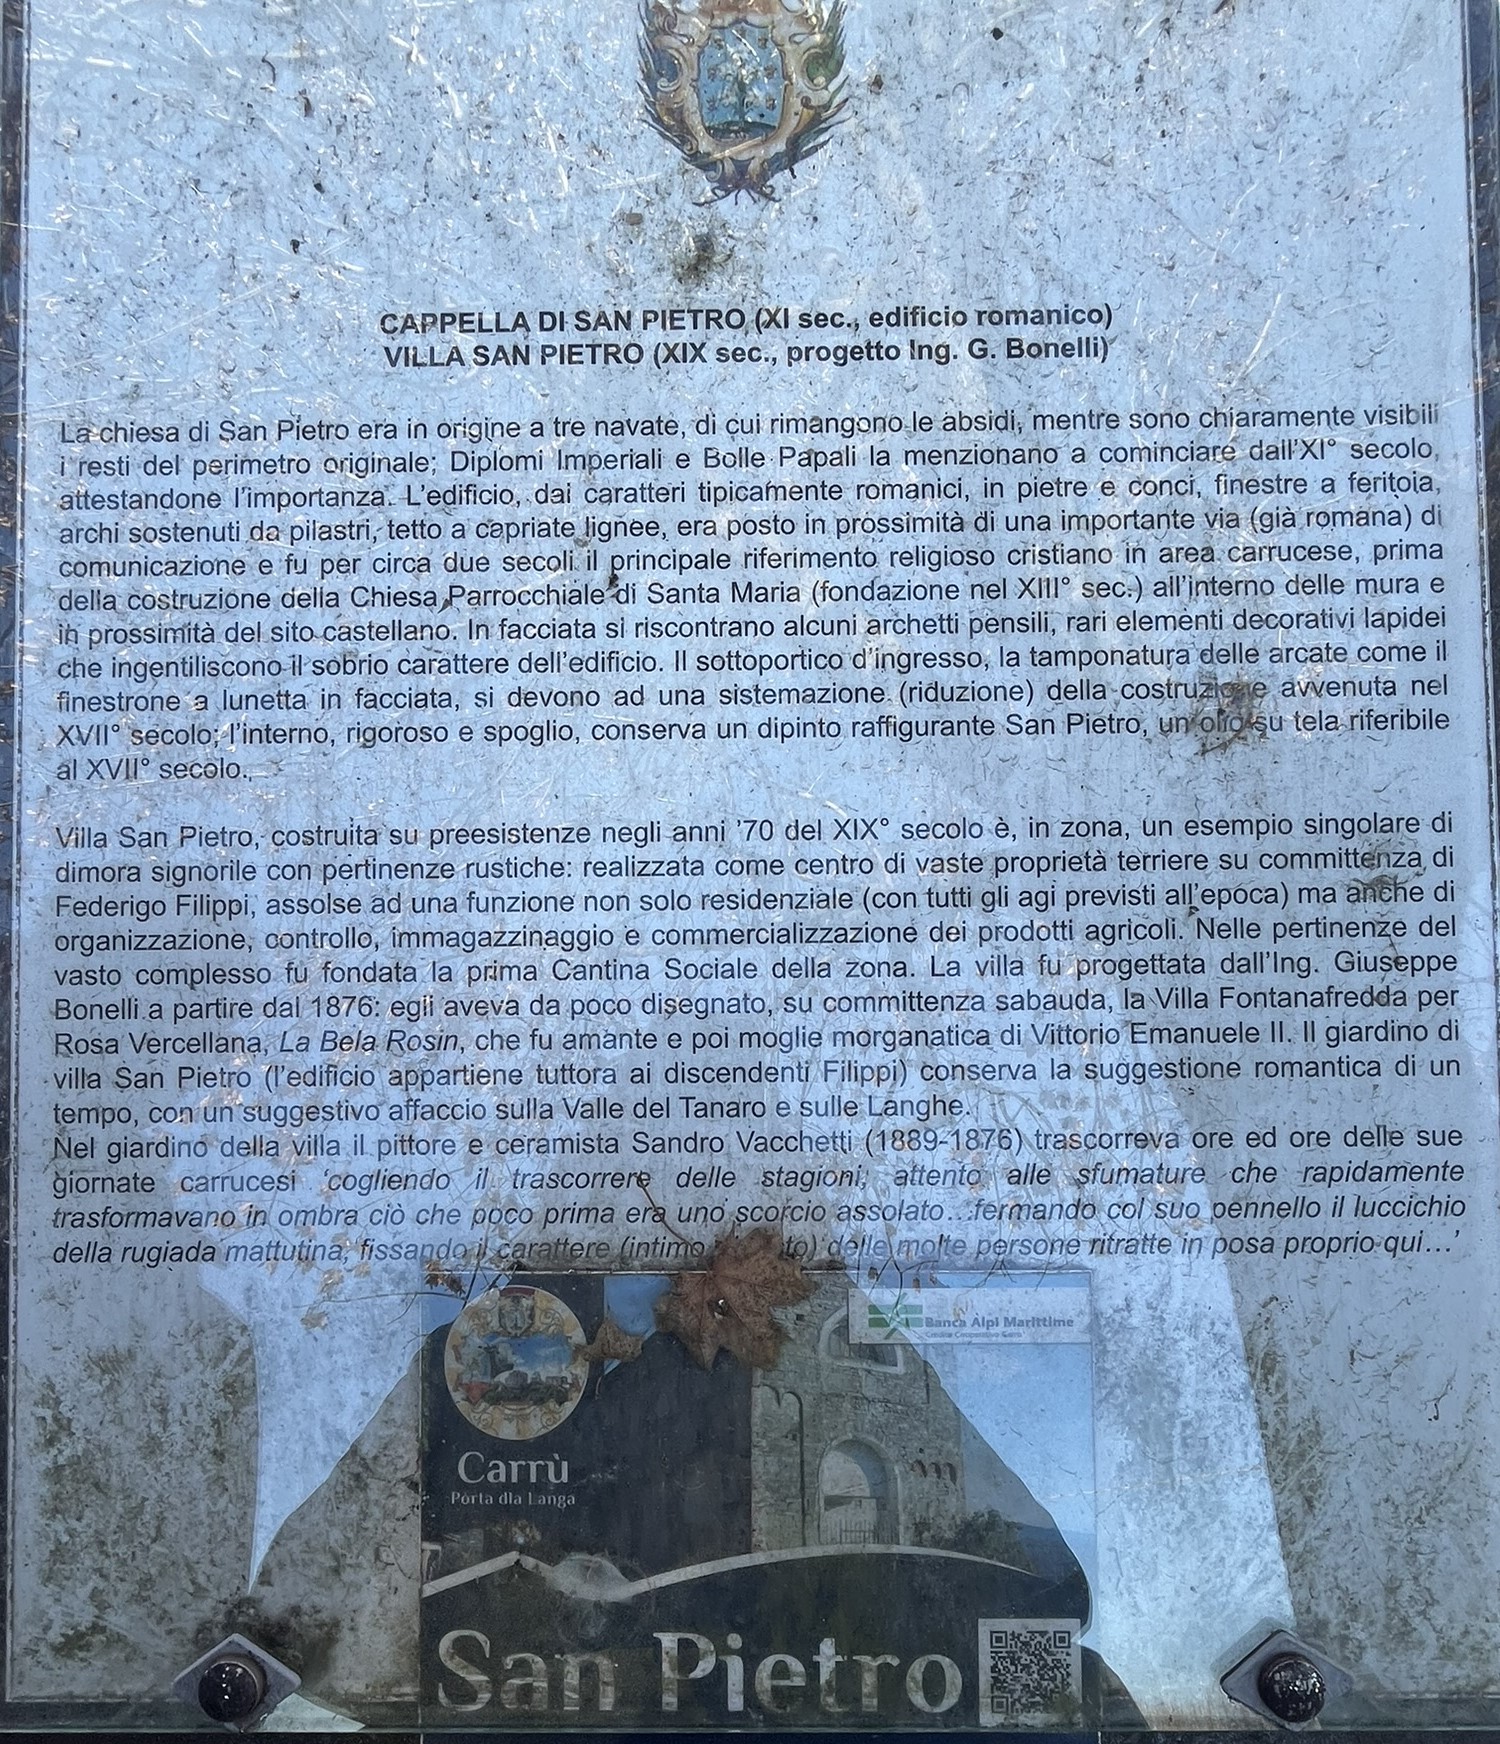 CAPPELLA DI SAN PIETRO (XI sec., edificio romanico)
VILLA SAN PIETRO (XIX sec., progetto Ing. G. Bonelli)
La chiesa di San Pietro era in origine a tre navate, di cui rimangono le absidi, mentre sono chiaramente visibili
i resti del perimetro originale; Diplomi Imperiali e Bolle Papali la menzionano a cominciare dall'XI° secolo,
attestandone l'importanza. L'edificio, dai caratteri tipicamente romanici, in pietre e conci, finestre a feritoia,
archi sostenuti da pilastri, tetto a capriate lignee, era posto in prossimità di una importante via (già romana) di
comunicazione e fu per circa due secoli il principale riferimento religioso cristiano in area carrucese, prima
della costruzione della Chiesa Parrocchiale di Santa Maria (fondazione nel XIII° sec.) all'interno delle mura e
in prossimità del sito castellano. In facciata si riscontrano alcuni archetti pensili, rari elementi decorativi lapidei
che ingentiliscono il sobrio carattere dell'edificio. Il sottoportico d'ingresso, la tamponatura delle arcate come il
finestrone a lunetta in facciata, si devono ad una sistemazione (riduzione) della costruzione avvenuta nel
XVII° secolo; l'interno, rigoroso e spoglio, conserva un dipinto raffigurante San Pietro, un olio su tela riferibile
al XVII° secolo.
Villa San Pietro, costruita su preesistenze negli anni '70 del XIX° secolo è, in zona, un esempio singolare di
dimora signorile con pertinenze rustiche: realizzata come centro di vaste proprietà terriere su committenza di
Federigo Filippi, assolse ad una funzione non solo residenziale (con tutti gli agi previsti all'epoca) ma anche di
organizzazione, controllo, immagazzinaggio e commercializzazione dei prodotti agricoli. Nelle pertinenze del
vasto complesso fu fondata la prima Cantina Sociale della zona. La villa fu progettata dall'Ing. Giuseppe
Bonelli a partire dal 1876: egli aveva da poco disegnato, su committenza sabauda, la Villa Fontanafredda per
Rosa Vercellana, La Bela Rosin, che fu amante e poi moglie morganatica di Vittorio Emanuele II. Il giardino di
villa San Pietro (l'edificio appartiene tuttora ai discendenti Filippi) conserva la suggestione romantica di un
tempo, con un suggestivo affaccio sulla Valle del Tanaro e sulle Langhe.
Nel giardino della villa il pittore e ceramista Sandro Vacchetti (1889-1876) trascorreva ore ed ore delle sue
giornate carrucesi 'cogliendo il trascorrere delle stagioni, attento alle sfumature che rapidamente
trasformavano in ombra ciò che poco prima era uno scorcio assolato...fermando col suo pennello il luccichio
della rugiada mattutina, fissando il carattere (intimo delle molte persone ritratte in posa proprio qui...'
Banca Alpi Marittime
Carrù
Porta dla Langa
San Pietro